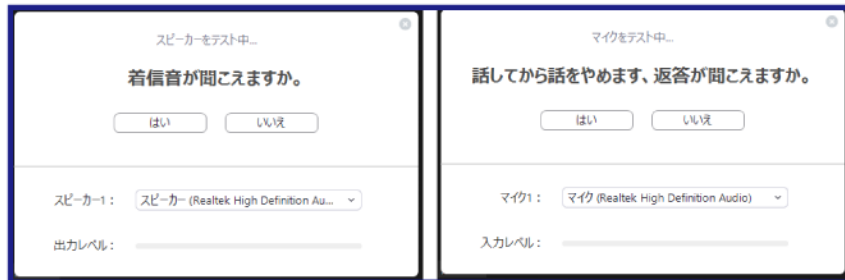 スピーカーをテスト中...
着信音が聞こえますか。
はい
いいえ
スピーカー1：
スピーカー (Realtek High Definition Au...
出力レベル：
マイクをテスト中...
話してから話をやめます、返答が聞こえますか。
はい
いいえ
マイク1：
マイク (Realtek High Definition Audio)
入力レベル：